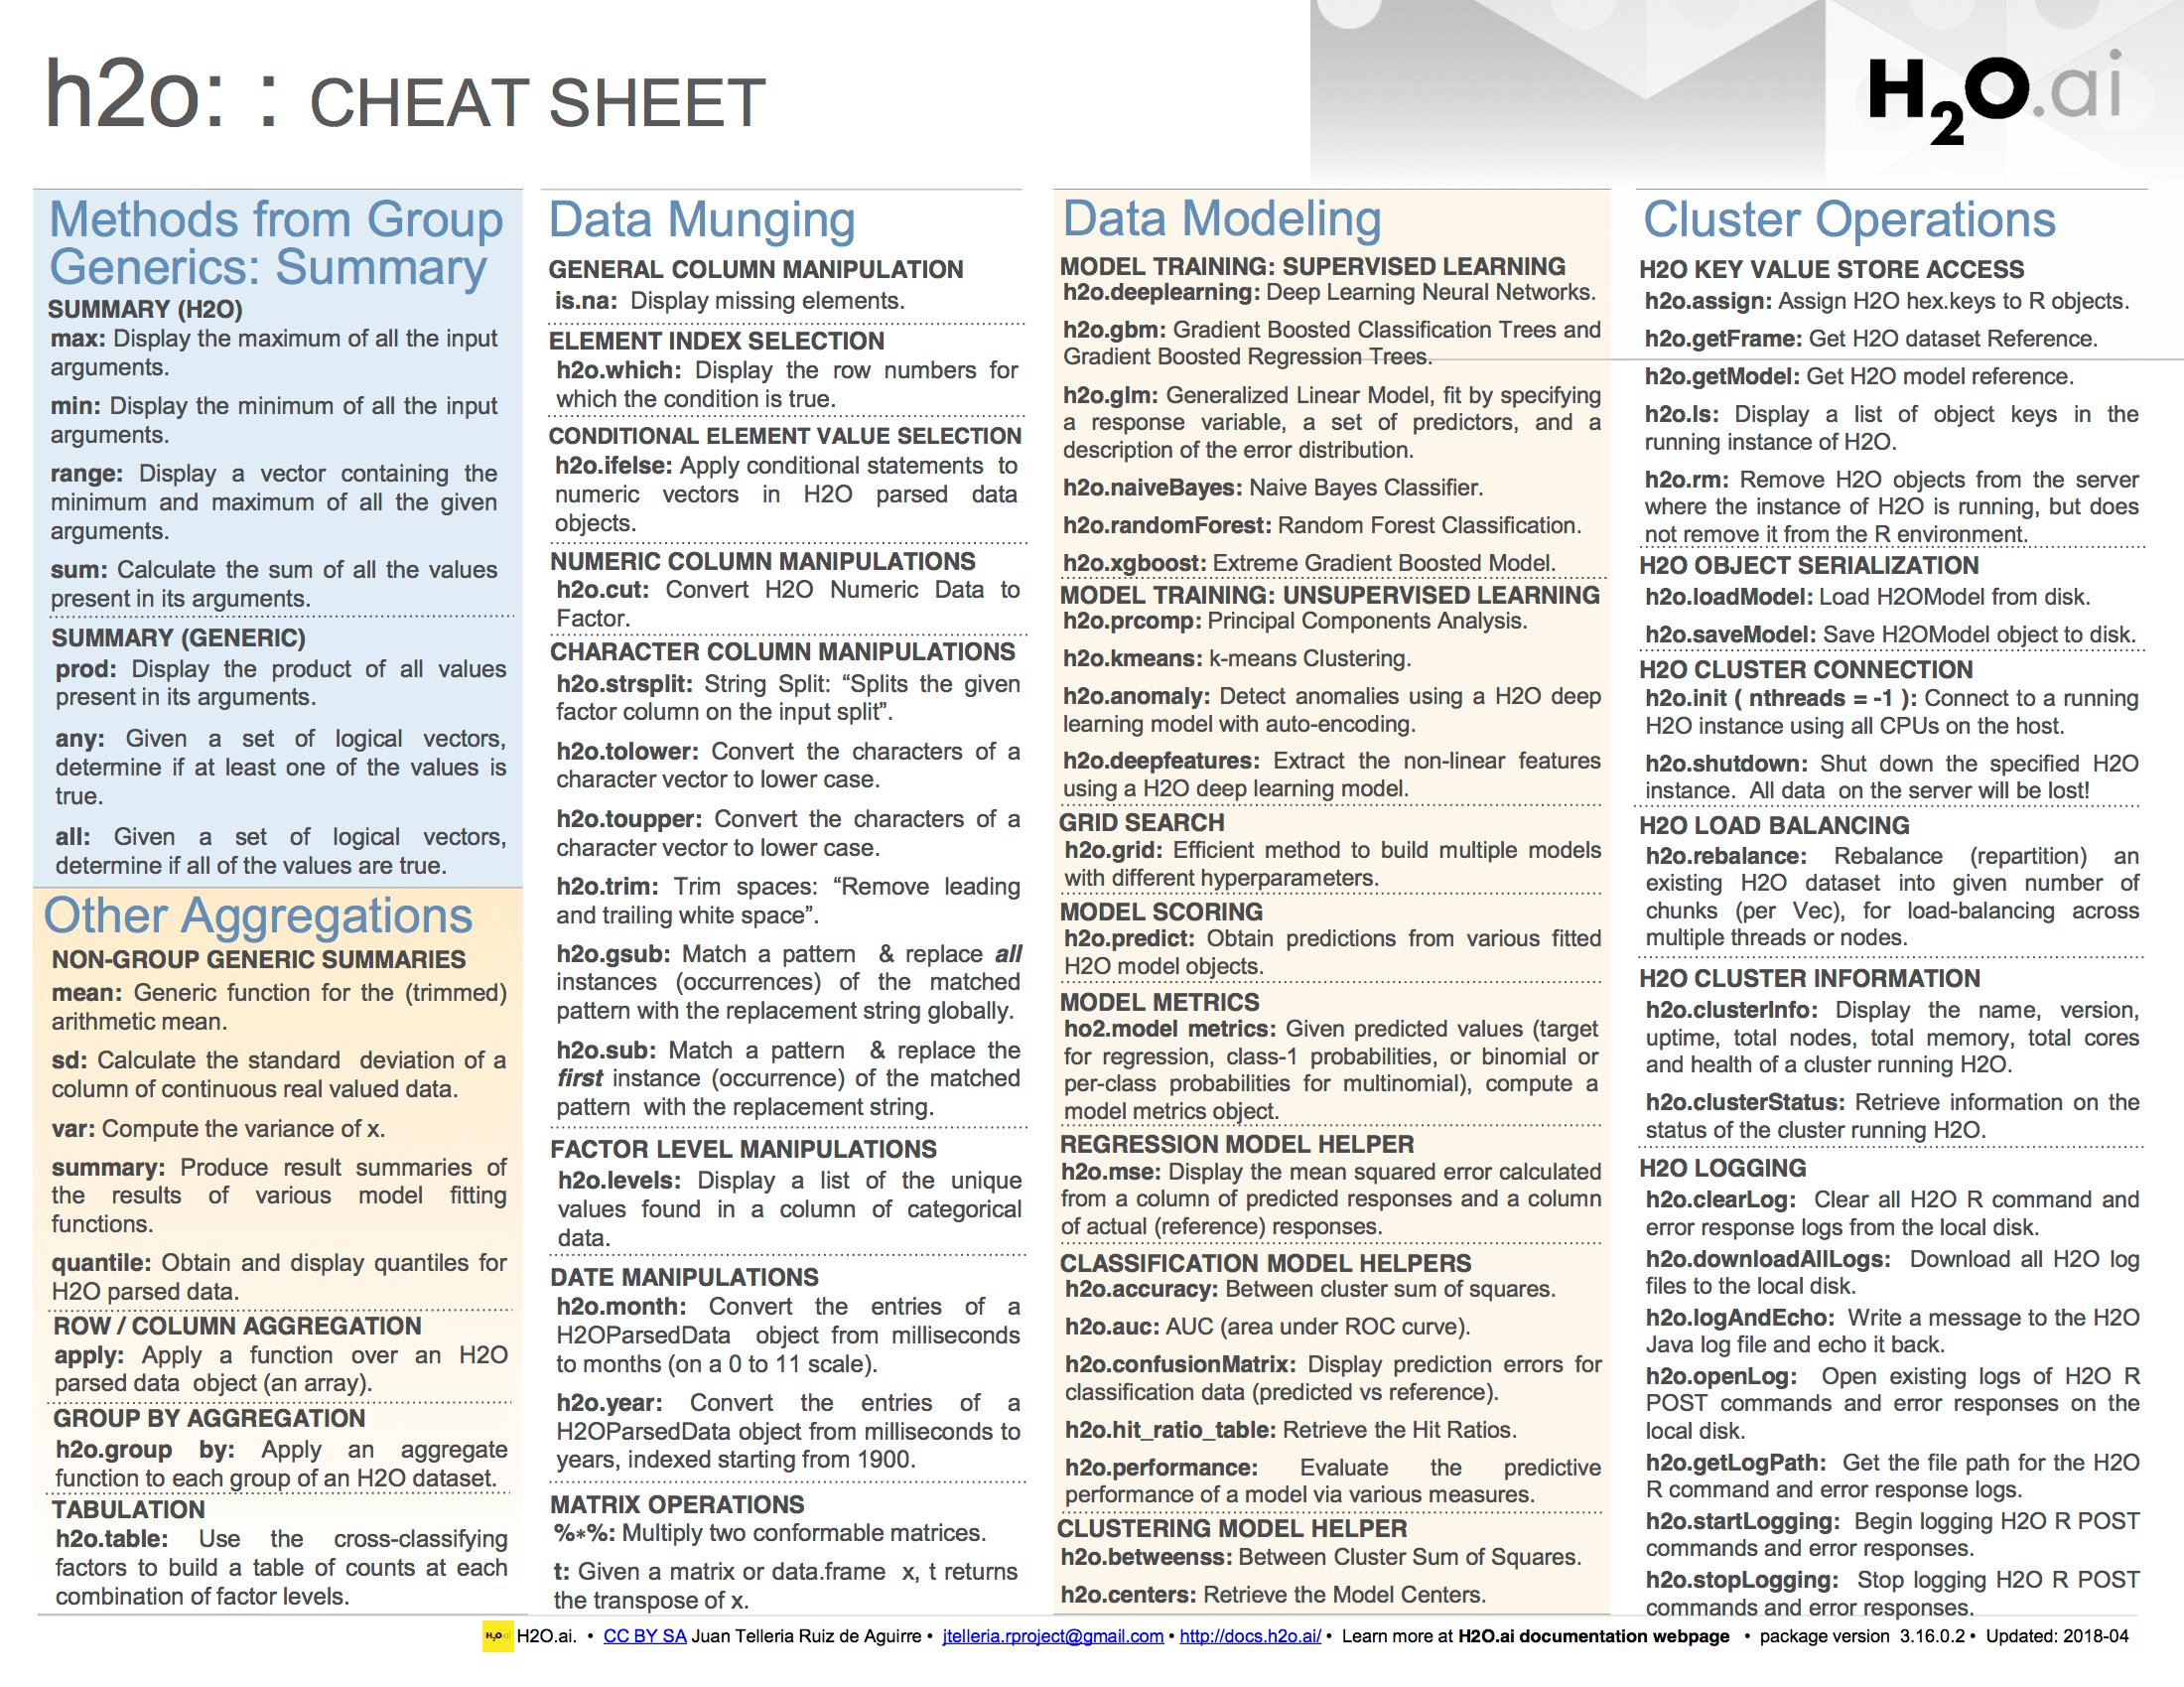 h2o: : CHEAT SHEET
H2O.ai
Methods from Group
Generics: Summary
SUMMARY (H2O)
max: Display the maximum of all the input
arguments.
min: Display the minimum of all the input
arguments.
range: Display a vector containing the
minimum and maximum of all the given
arguments.
sum: Calculate the sum of all the values
present in its arguments.
SUMMARY (GENERIC)
prod: Display the product of all values
present in its arguments.
any: Given a set of logical vectors,
determine if at least one of the values is
true.
all: Given a set of logical vectors,
determine if all of the values are true.
Other Aggregations
NON-GROUP GENERIC SUMMARIES
mean: Generic function for the (trimmed)
arithmetic mean.
sd: Calculate the standard deviation of a
column of continuous real valued data.
var: Compute the variance of x.
summary: Produce result summaries of
the results of various model fitting
functions.
quantile: Obtain and display quantiles for
H2O parsed data.
ROW / COLUMN AGGREGATION
apply: Apply a function over an H2O
parsed data object (an array).
GROUP BY AGGREGATION
h2o.group by: Apply an aggregate
function to each group of an H2O dataset.
TABULATION
h2o.table: Use the cross-classifying
factors to build a table of counts at each
combination of factor levels.
Data Munging
GENERAL COLUMN MANIPULATION
is.na: Display missing elements.
ELEMENT INDEX SELECTION
h2o.which: Display the row numbers for
which the condition is true.
CONDITIONAL ELEMENT VALUE SELECTION
h2o.ifelse: Apply conditional statements to
numeric vectors in H2O parsed data
objects.
NUMERIC COLUMN MANIPULATIONS
h2o.cut: Convert H2O Numeric Data to
Factor.
CHARACTER COLUMN MANIPULATIONS
h2o.strsplit: String Split: “Splits the given
factor column on the input split”.
h2o.tolower: Convert the characters of a
character vector to lower case.
h2o.toupper: Convert the characters of a
character vector to lower case.
h2o.trim: Trim spaces: “Remove leading
and trailing white space”.
h2o.gsub: Match a pattern & replace all
instances (occurrences) of the matched
pattern with the replacement string globally.
h2o.sub: Match a pattern & replace the
first instance (occurrence) of the matched
pattern with the replacement string.
FACTOR LEVEL MANIPULATIONS
h2o.levels: Display a list of the unique
values found in a column of categorical
data.
DATE MANIPULATIONS
h2o.month: Convert the entries of a
H2OParsedData object from milliseconds
to months (on a 0 to 11 scale).
h2o.year: Convert the entries of a
H2OParsedData object from milliseconds to
years, indexed starting from 1900.
MATRIX OPERATIONS
%*%: Multiply two conformable matrices.
t: Given a matrix or data.frame x, t returns
the transpose of x.
Data Modeling
MODEL TRAINING: SUPERVISED LEARNING
h2o.deeplearning: Deep Learning Neural Networks.
h2o.gbm: Gradient Boosted Classification Trees and
Gradient Boosted Regression Trees.
h2o.glm: Generalized Linear Model, fit by specifying
a response variable, a set of predictors, and a
description of the error distribution.
h2o.naiveBayes: Naive Bayes Classifier.
h2o.randomForest: Random Forest Classification.
h2o.xgboost: Extreme Gradient Boosted Model.
MODEL TRAINING: UNSUPERVISED LEARNING
h2o.prcomp: Principal Components Analysis.
h2o.kmeans: k-means Clustering.
h2o.anomaly: Detect anomalies using a H2O deep
learning model with auto-encoding.
h2o.deepfeatures: Extract the non-linear features
using a H2O deep learning model.
GRID SEARCH
h2o.grid: Efficient method to build multiple models
with different hyperparameters.
MODEL SCORING
h2o.predict: Obtain predictions from various fitted
H2O model objects.
MODEL METRICS
ho2.model metrics: Given predicted values (target
for regression, class-1 probabilities, or binomial or
per-class probabilities for multinomial), compute a
model metrics object.
REGRESSION MODEL HELPER
h2o.mse: Display the mean squared error calculated
from a column of predicted responses and a column
of actual (reference) responses.
CLASSIFICATION MODEL HELPERS
h2o.accuracy: Between cluster sum of squares.
h2o.auc: AUC (area under ROC curve).
h2o.confusionMatrix: Display prediction errors for
classification data (predicted vs reference).
h2o.hit_ratio_table: Retrieve the Hit Ratios.
h2o.performance: Evaluate the predictive
performance of a model via various measures.
CLUSTERING MODEL HELPER
h2o.betweenss: Between Cluster Sum of Squares.
h2o.centers: Retrieve the Model Centers.
Cluster Operations
H2O KEY VALUE STORE ACCESS
h2o.assign: Assign H2O hex.keys to R objects.
h2o.getFrame: Get H2O dataset Reference.
h2o.getModel: Get H2O model reference.
h2o.ls: Display a list of object keys in the
running instance of H2O.
h2o.rm: Remove H2O objects from the server
where the instance of H2O is running, but does
not remove it from the R environment.
H2O OBJECT SERIALIZATION
h2o.loadModel: Load H2OModel from disk.
h2o.saveModel: Save H2OModel object to disk.
H2O CLUSTER CONNECTION
h2o.init ( nthreads = -1 ): Connect to a running
H2O instance using all CPUs on the host.
h2o.shutdown: Shut down the specified H2O
instance. All data on the server will be lost!
H2O LOAD BALANCING
h2o.rebalance: Rebalance (repartition) an
existing H2O dataset into given number of
chunks (per Vec), for load-balancing across
multiple threads or nodes.
H2O CLUSTER INFORMATION
h2o.clusterInfo: Display the name, version,
uptime, total nodes, total memory, total cores
and health of a cluster running H2O.
h2o.clusterStatus: Retrieve information on the
status of the cluster running H2O.
H2O LOGGING
h2o.clearLog: Clear all H2O R command and
error response logs from the local disk.
h2o.downloadAllLogs: Download all H2O log
files to the local disk.
h2o.logAndEcho: Write a message to the H2O
Java log file and echo it back.
h2o.openLog: Open existing logs of H2O R
POST commands and error responses on the
local disk.
h2o.getLogPath: Get the file path for the H2O
R command and error response logs.
h2o.startLogging: Begin logging H2O R POST
commands and error responses.
h2o.stopLogging: Stop logging H2O R POST
commands and error responses.
H2O.ai H2O.ai. • CC BY SA Juan Telleria Ruiz de Aguirre • jtelleria.rproject@gmail.com • http://docs.h2o.ai/ • Learn more at H2O.ai documentation webpage • package version 3.16.0.2 • Updated: 2018-04